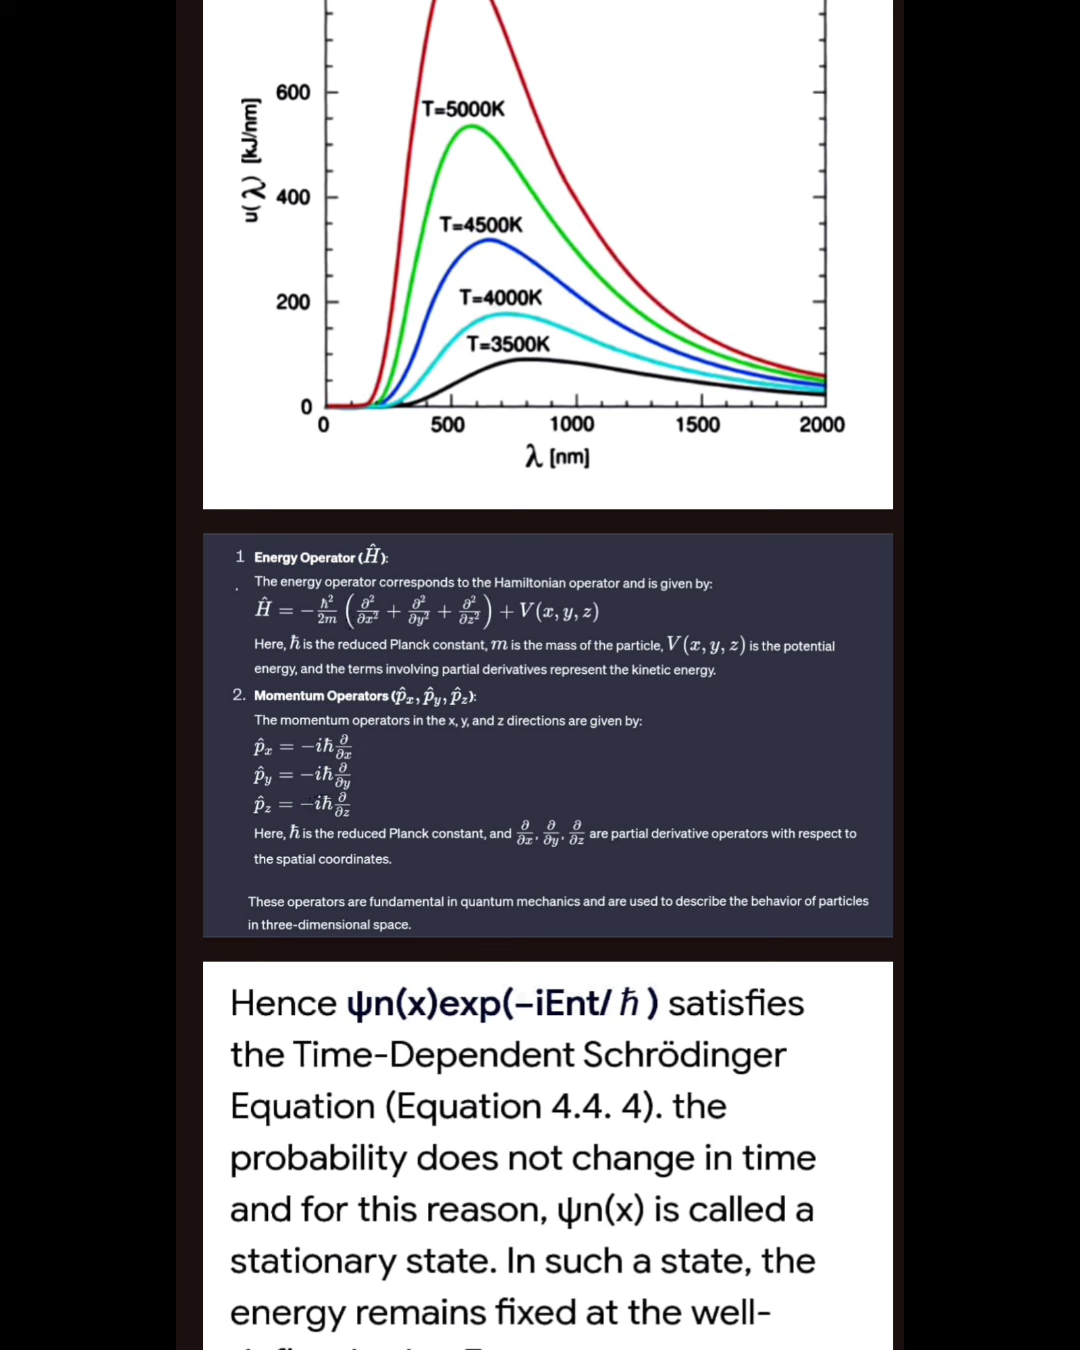 600
T=5000K
u(λ) [kJ/nm]
400
T=4500K
200
T=4000K
T=3500K
0
0 500 1000 1500 2000
λ [nm]
1 Energy Operator (Ĥ):
. The energy operator corresponds to the Hamiltonian operator and is given by:
Ĥ = −ħ²/2m (∂²/∂x² + ∂²/∂y² + ∂²/∂z²) + V(x, y, z)
Here, ħ is the reduced Planck constant, m is the mass of the particle, V(x, y, z) is the potential
energy, and the terms involving partial derivatives represent the kinetic energy.
2. Momentum Operators (p̂x, p̂y, p̂z):
The momentum operators in the x, y, and z directions are given by:
p̂x = −iħ ∂/∂x
p̂y = −iħ ∂/∂y
p̂z = −iħ ∂/∂z
Here, ħ is the reduced Planck constant, and ∂/∂x, ∂/∂y, ∂/∂z are partial derivative operators with respect to
the spatial coordinates.
These operators are fundamental in quantum mechanics and are used to describe the behavior of particles
in three-dimensional space.
Hence ψn(x)exp(−iEnt/ ħ ) satisfies
the Time-Dependent Schrödinger
Equation (Equation 4.4. 4). the
probability does not change in time
and for this reason, ψn(x) is called a
stationary state. In such a state, the
energy remains fixed at the well-